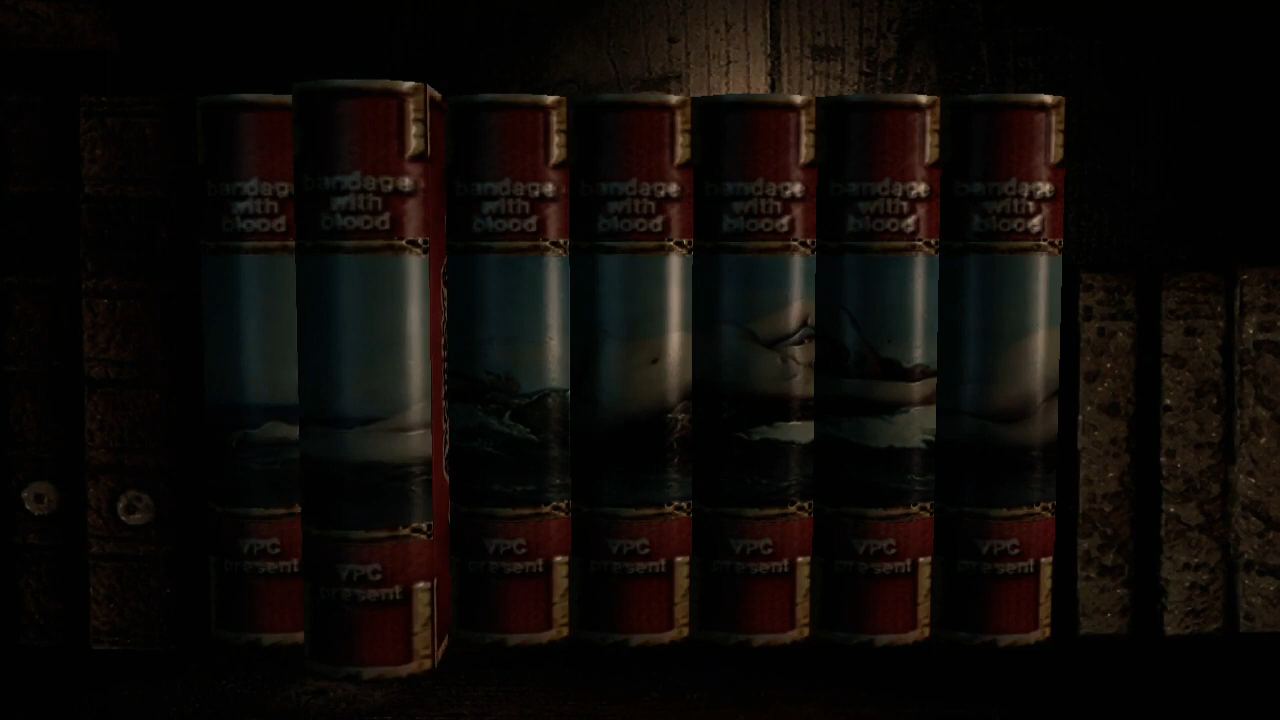 bandage
with
blood
bandage
with
blood
bandage
with
blood
bandage
with
blood
bandage
with
blood
bandage
with
blood
bandage
with
blood
VPC
present
VPC
present
VPC
present
VPC
present
VPC
present
VPC
present
VPC
present